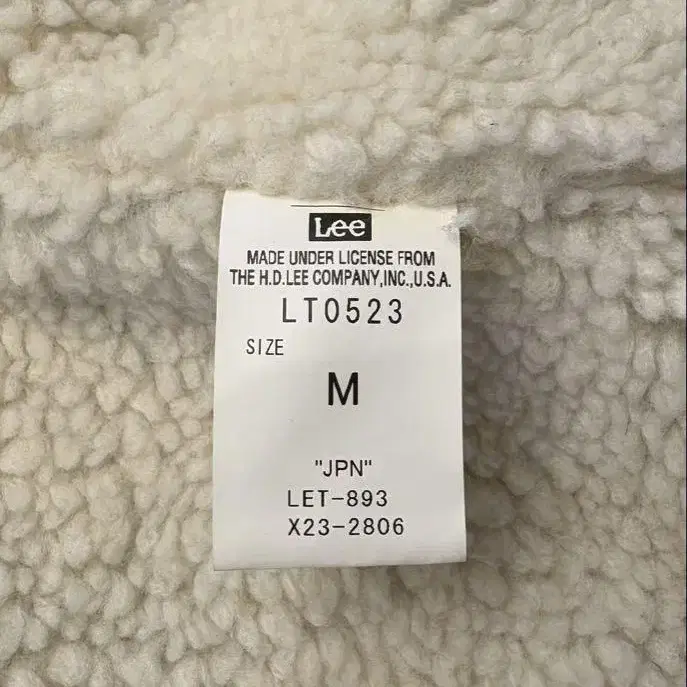 Lee
MADE UNDER LICENSE FROM
THE H.D.LEE COMPANY,INC.,U.S.A.
LT0523
SIZE
M
"JPN"
LET-893
X23-2806